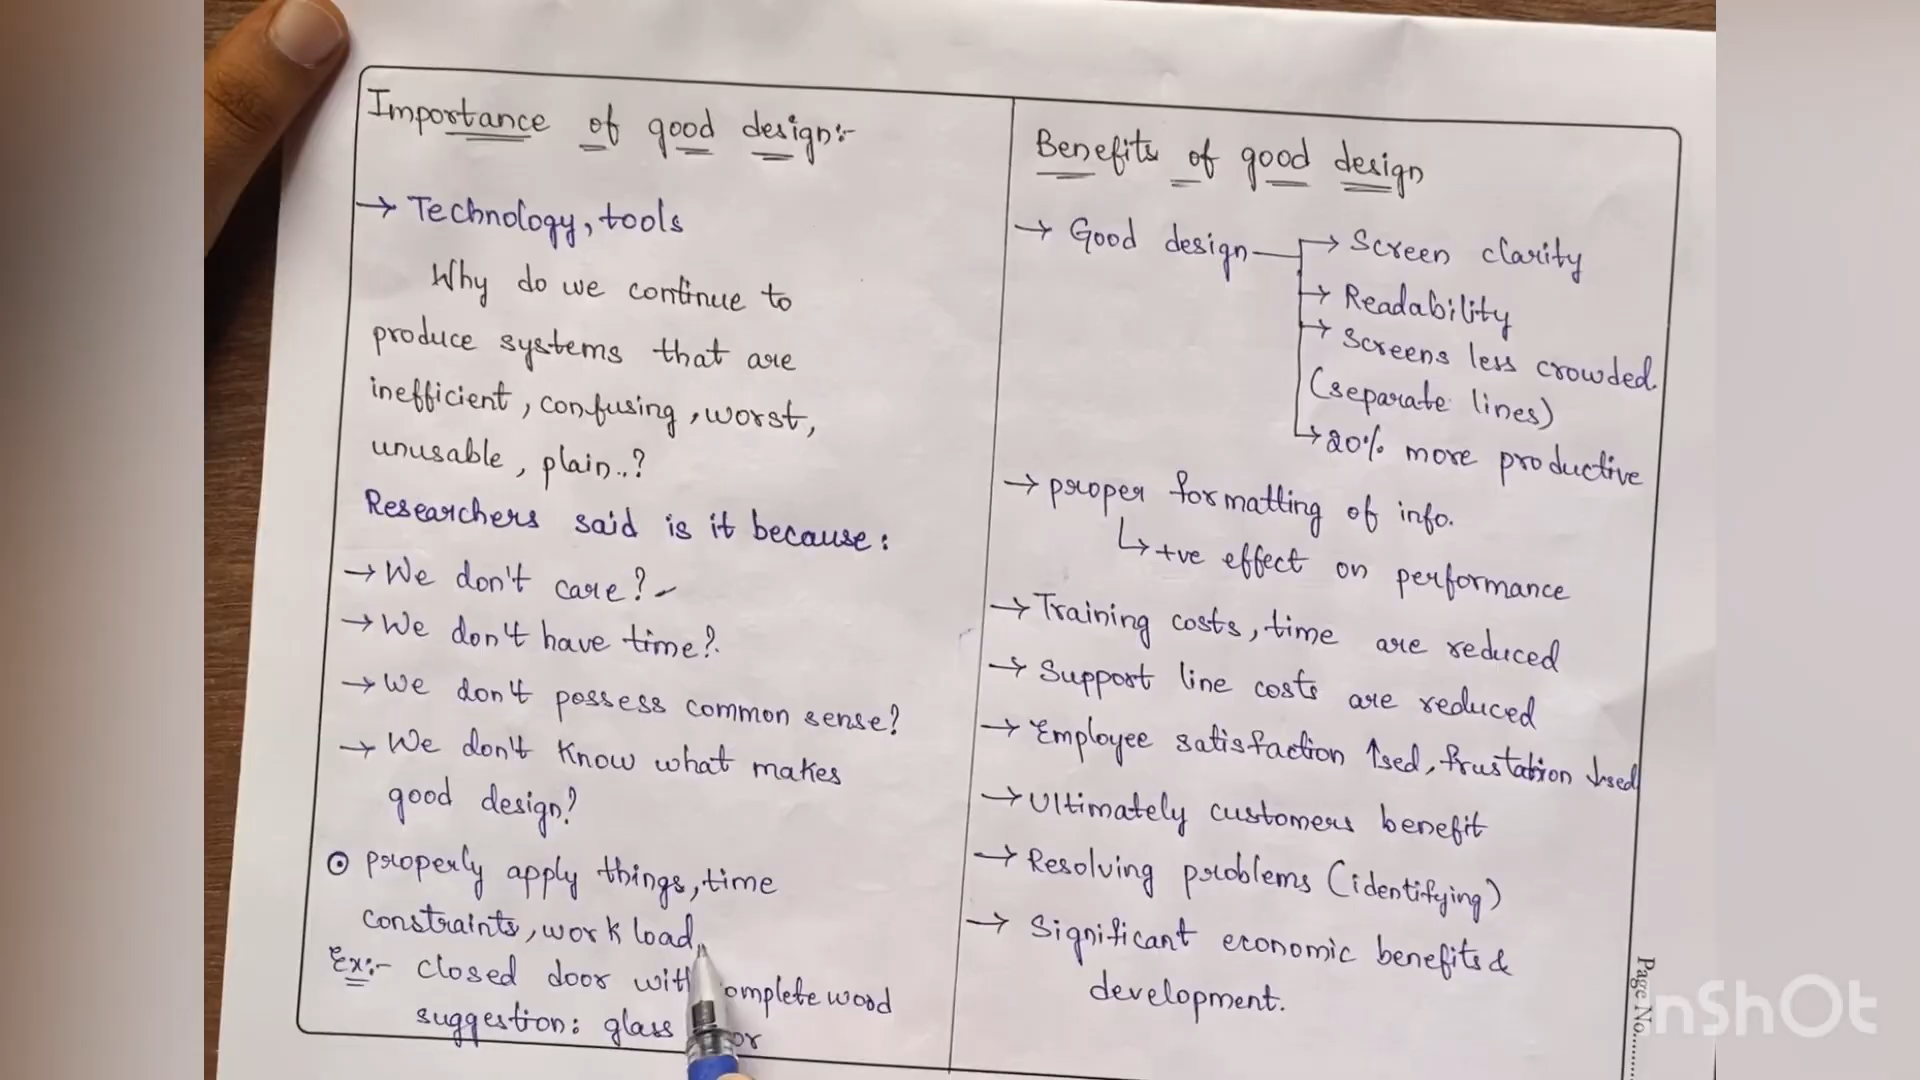 Importance of good design:-
→ Technology, tools
Why do we continue to
produce systems that are
inefficient, confusing, worst,
unusable, plain..?
Researchers said is it because:
→ We don't care?
→ We don't have time?
→ We don't possess common sense?
→ We don't know what makes
good design?
⊙ properly apply things, time
constraints, work load,
Ex:- closed door with complete wood
suggestion: glass
Benefits of good design
→ Good design → Screen clarity
→ Readability
→ Screens less crowded.
(separate lines)
→ 20% more productive
→ proper formatting of info.
↳ +ve effect on performance
→ Training costs, time are reduced
→ Support line costs are reduced
→ Employee satisfaction ↑sed, frustation ↓sed
→ Ultimately customers benefit
→ Resolving problems (identifying)
→ Significant economic benefits &
development.
Page No.........
InShOt